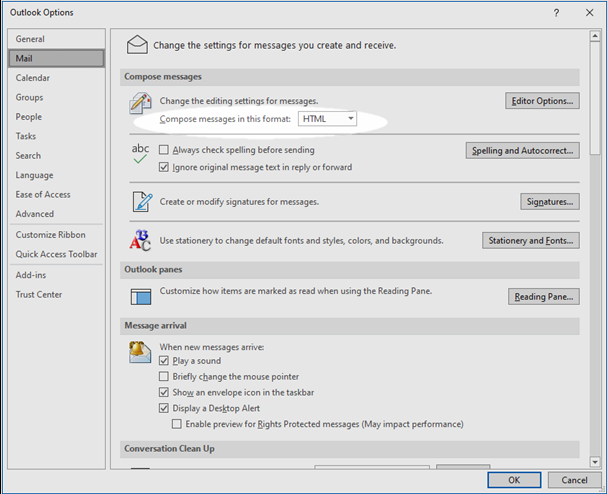 Outlook Options
?
General
Mail
Calendar
Groups
People
Tasks
Search
Language
Ease of Access
Advanced
Customize Ribbon
Quick Access Toolbar
Add-ins
Trust Center
Change the settings for messages you create and receive.
Compose messages
Change the editing settings for messages.
Editor Options...
Compose messages in this format: HTML
abc
Always check spelling before sending
Spelling and Autocorrect...
Ignore original message text in reply or forward
Create or modify signatures for messages.
Signatures...
Use stationery to change default fonts and styles, colors, and backgrounds.
Stationery and Fonts...
Outlook panes
Customize how items are marked as read when using the Reading Pane.
Reading Pane...
Message arrival
When new messages arrive:
Play a sound
Briefly change the mouse pointer
Show an envelope icon in the taskbar
Display a Desktop Alert
Enable preview for Rights Protected messages (May impact performance)
Conversation Clean Up
OK
Cancel